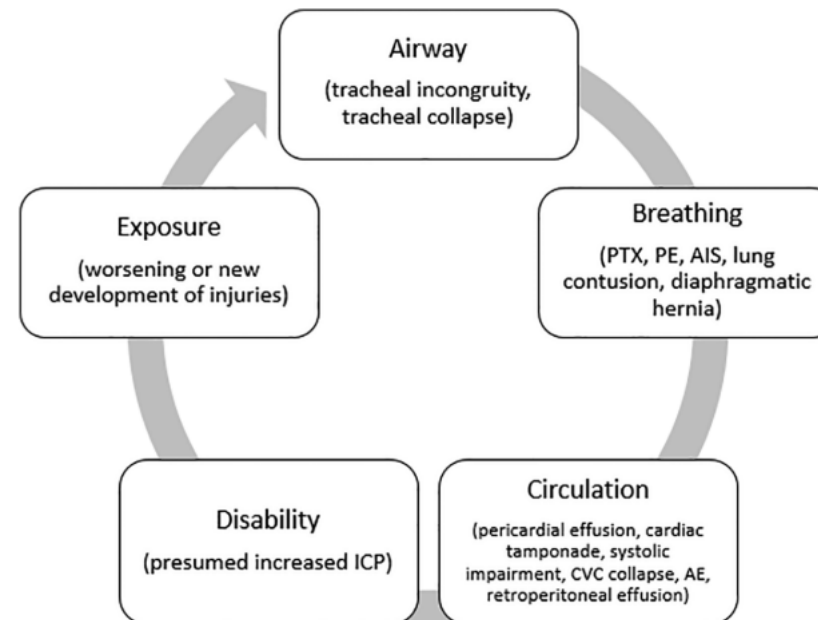 Airway
(tracheal incongruity,
tracheal collapse)
Breathing
(PTX, PE, AIS, lung
contusion, diaphragmatic
hernia)
Circulation
(pericardial effusion, cardiac
tamponade, systolic
impairment, CVC collapse, AE,
retroperitoneal effusion)
Disability
(presumed increased ICP)
Exposure
(worsening or new
development of injuries)